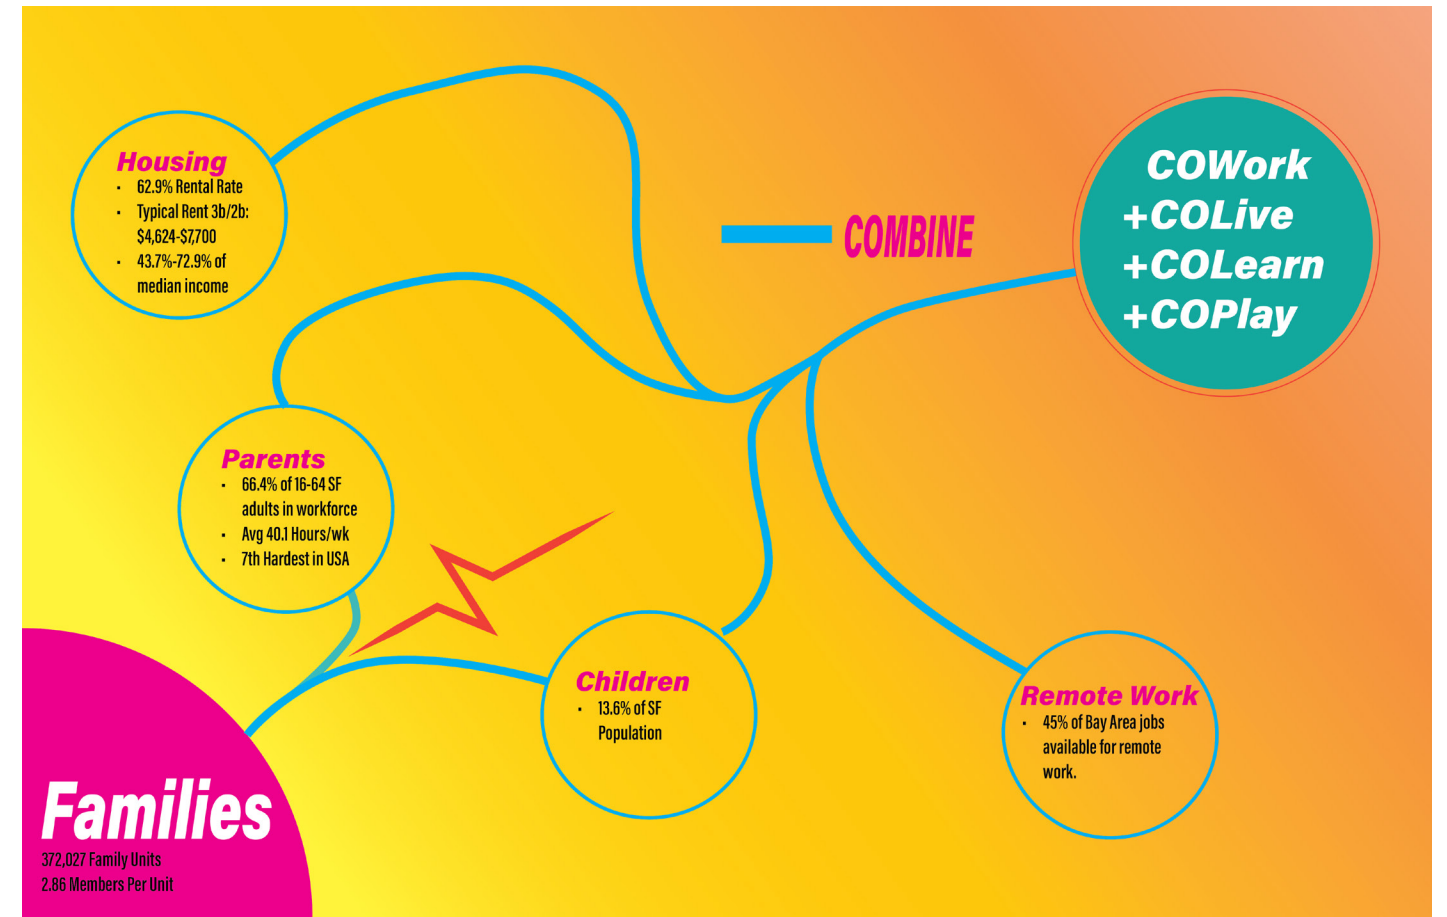 Housing
· 62.9% Rental Rate
· Typical Rent 3b/2b:
$4,624-$7,700
· 43.7%-72.9% of
median income
COMBINE
COWork
+COLive
+COLearn
+COPlay
Parents
· 66.4% of 16-64 SF
adults in workforce
· Avg 40.1 Hours/wk
· 7th Hardest in USA
Children
· 13.6% of SF
Population
Remote Work
· 45% of Bay Area jobs
available for remote
work.
Families
372,027 Family Units
2.86 Members Per Unit